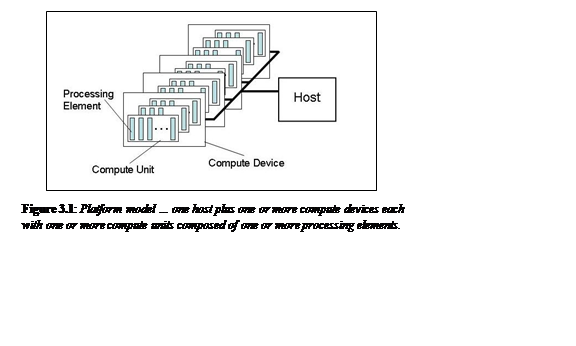 Processing
Element
Host
Compute Unit
Compute Device
Figure 3.1: Platform model ... one host plus one or more compute devices each
with one or more compute units composed of one or more processing elements.